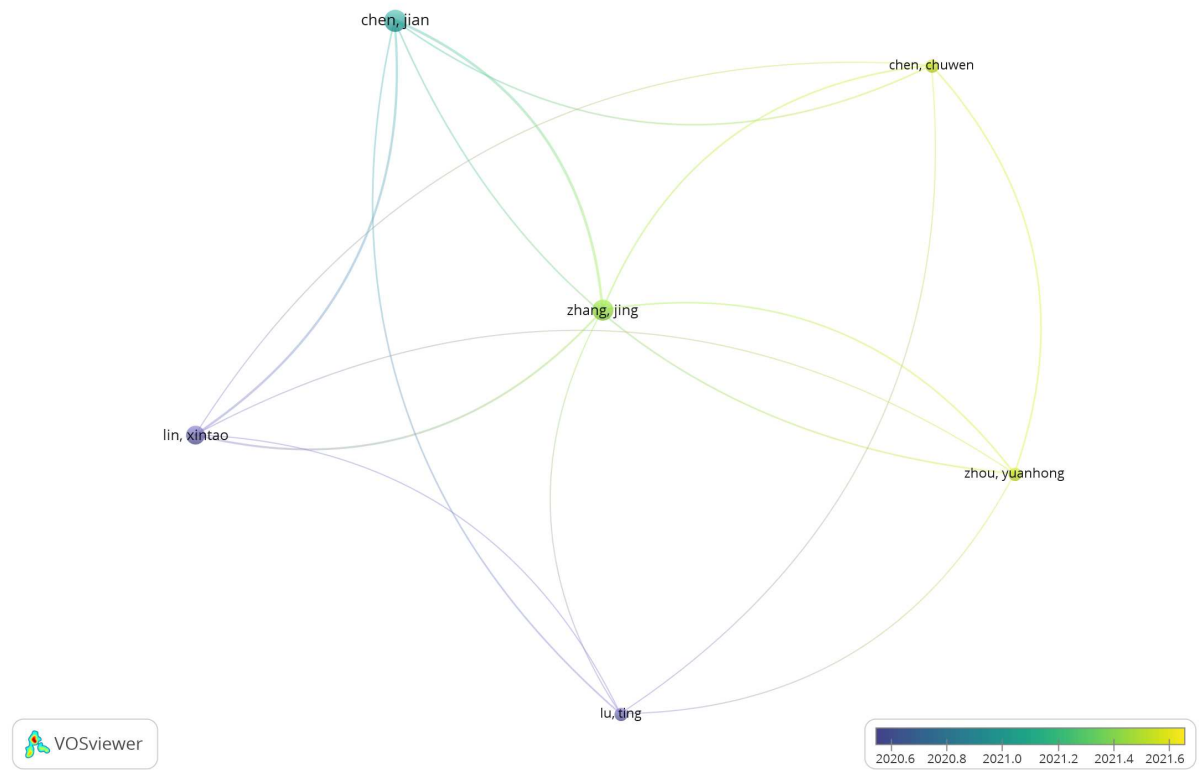 chen, jian
chen, chuwen
zhang, jing
lin, xintao
zhou, yuanhong
lu, ting
VOSviewer
2020.6 2020.8 2021.0 2021.2 2021.4 2021.6